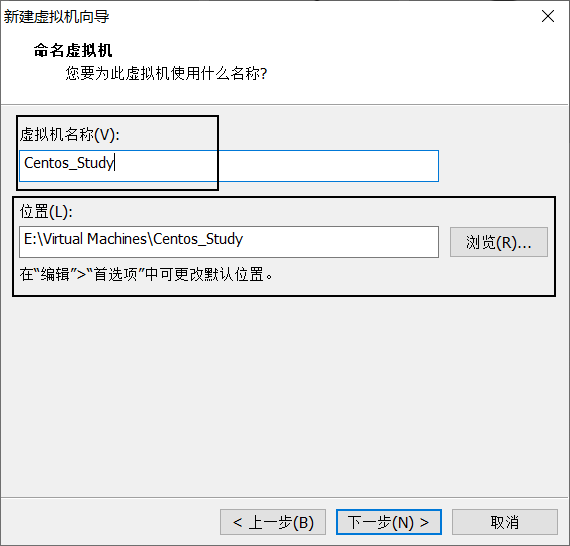 新建虚拟机向导
命名虚拟机
您要为此虚拟机使用什么名称?
虚拟机名称(V):
Centos_Study
位置(L):
E:\Virtual Machines\Centos_Study
浏览(R)...
在“编辑”>“首选项”中可更改默认位置。
< 上一步(B)
下一步(N) >
取消